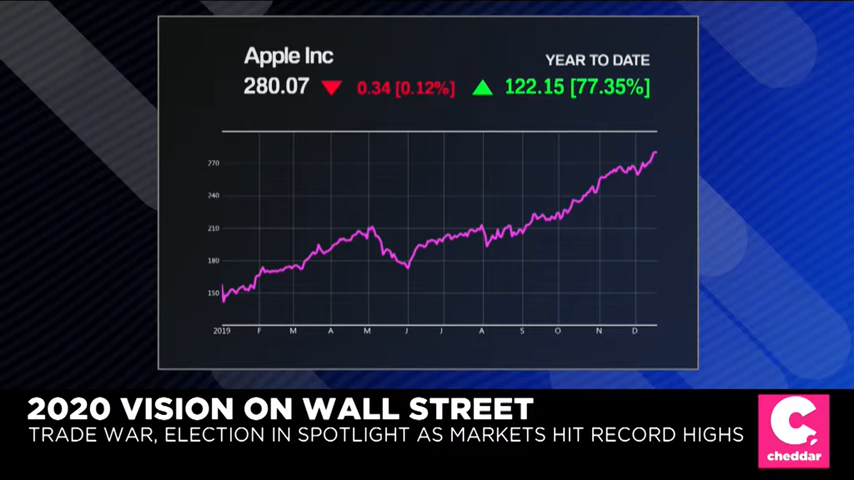 Apple Inc
YEAR TO DATE
280.07 ▼ 0.34 [0.12%] ▲ 122.15 [77.35%]
270
240
210
180
150
2019 F M A M J J A S O N D
2020 VISION ON WALL STREET
TRADE WAR, ELECTION IN SPOTLIGHT AS MARKETS HIT RECORD HIGHS
C
cheddar